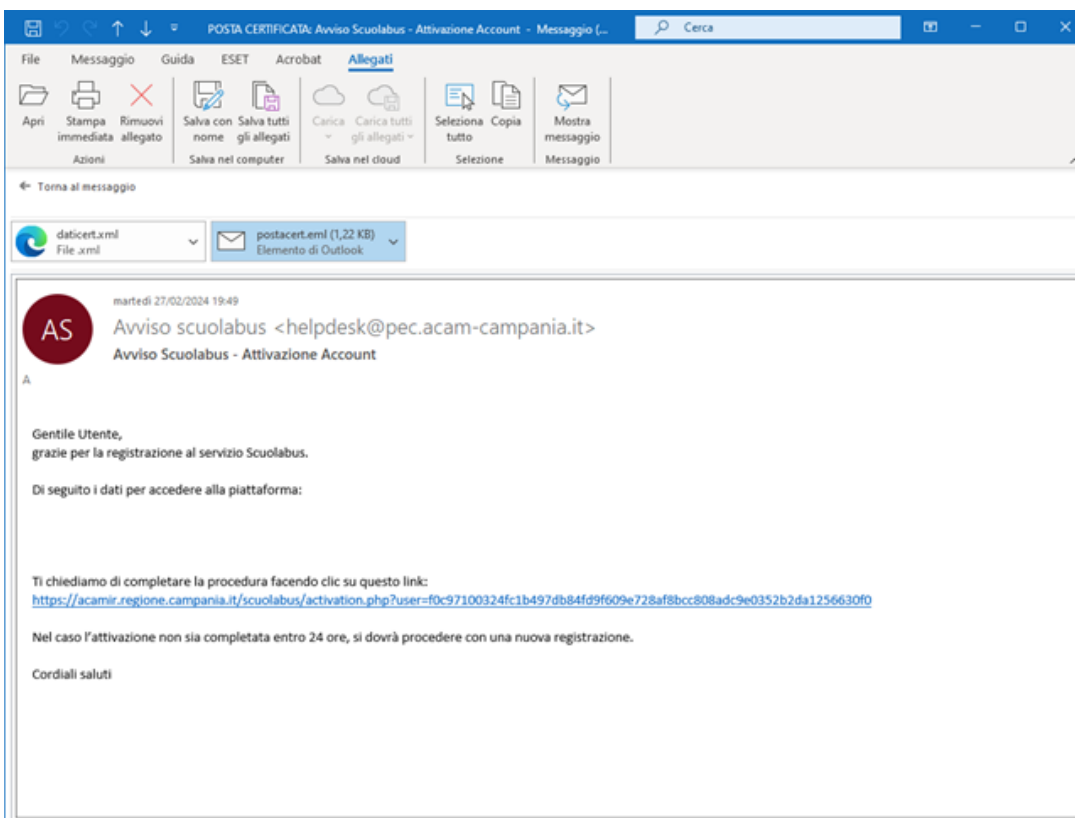 POSTA CERTIFICATA: Avviso Scuolabus - Attivazione Account - Messaggio (...
Cerca
File Messaggio Guida ESET Acrobat Allegati
Apri
Stampa immediata
Rimuovi allegato
Salva con nome
Salva tutti gli allegati
Carica
Carica tutti gli allegati
Seleziona tutto
Copia
Mostra messaggio
Azioni
Salva nel computer
Salva nel cloud
Selezione
Messaggio
Torna al messaggio
daticert.xml
File .xml
postacert.eml (1,22 KB)
Elemento di Outlook
AS
martedì 27/02/2024 19:49
Avviso scuolabus <helpdesk@pec.acam-campania.it>
Avviso Scuolabus - Attivazione Account
A
Gentile Utente,
grazie per la registrazione al servizio Scuolabus.
Di seguito i dati per accedere alla piattaforma:
Ti chiediamo di completare la procedura facendo clic su questo link:
https://acamir.regione.campania.it/scuolabus/activation.php?user=f0c97100324fc1b497db84fd9f609e728af8bcc808adc9e0352b2da1256630f0
Nel caso l'attivazione non sia completata entro 24 ore, si dovrà procedere con una nuova registrazione.
Cordiali saluti